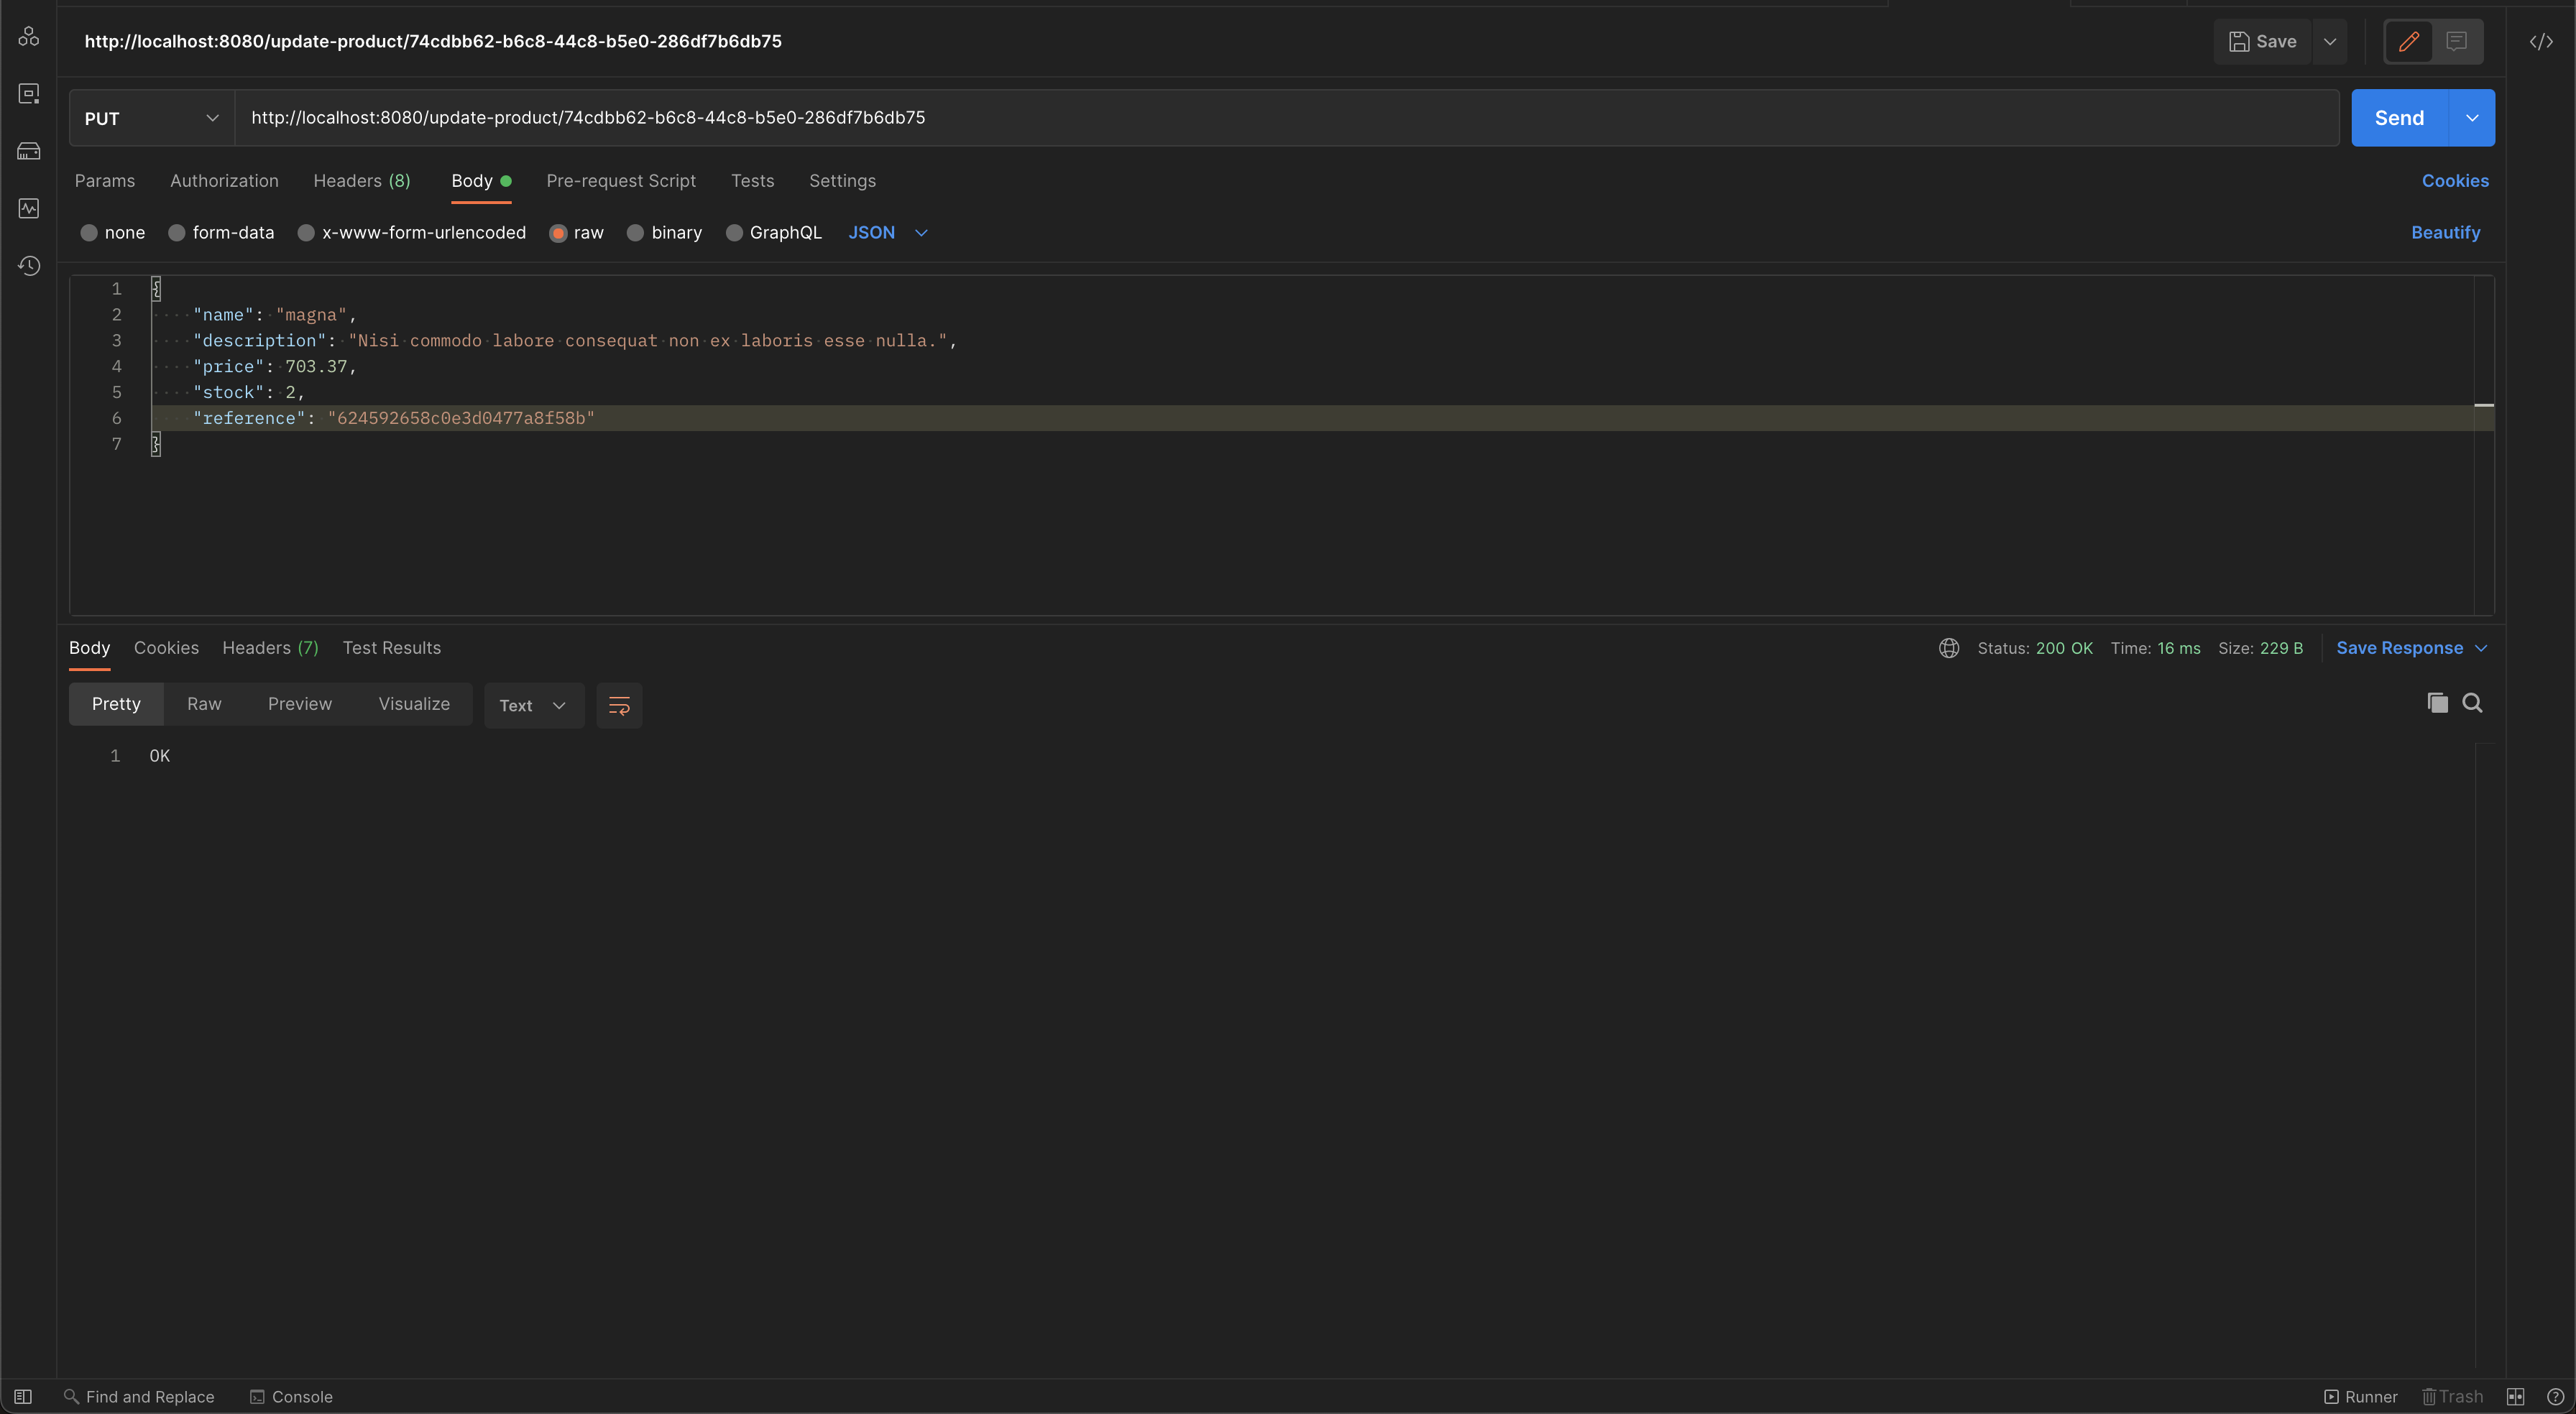 http://localhost:8080/update-product/74cdbb62-b6c8-44c8-b5e0-286df7b6db75
Save
PUT
http://localhost:8080/update-product/74cdbb62-b6c8-44c8-b5e0-286df7b6db75
Send
Params Authorization Headers (8) Body Pre-request Script Tests Settings Cookies
none form-data x-www-form-urlencoded raw binary GraphQL JSON Beautify
1 {
2 "name": "magna",
3 "description": "Nisi commodo labore consequat non ex laboris esse nulla.",
4 "price": 703.37,
5 "stock": 2,
6 "reference": "624592658c0e3d0477a8f58b"
7 }
Body Cookies Headers (7) Test Results Status: 200 OK Time: 16 ms Size: 229 B Save Response
Pretty Raw Preview Visualize Text
1 OK
Find and Replace Console Runner Trash